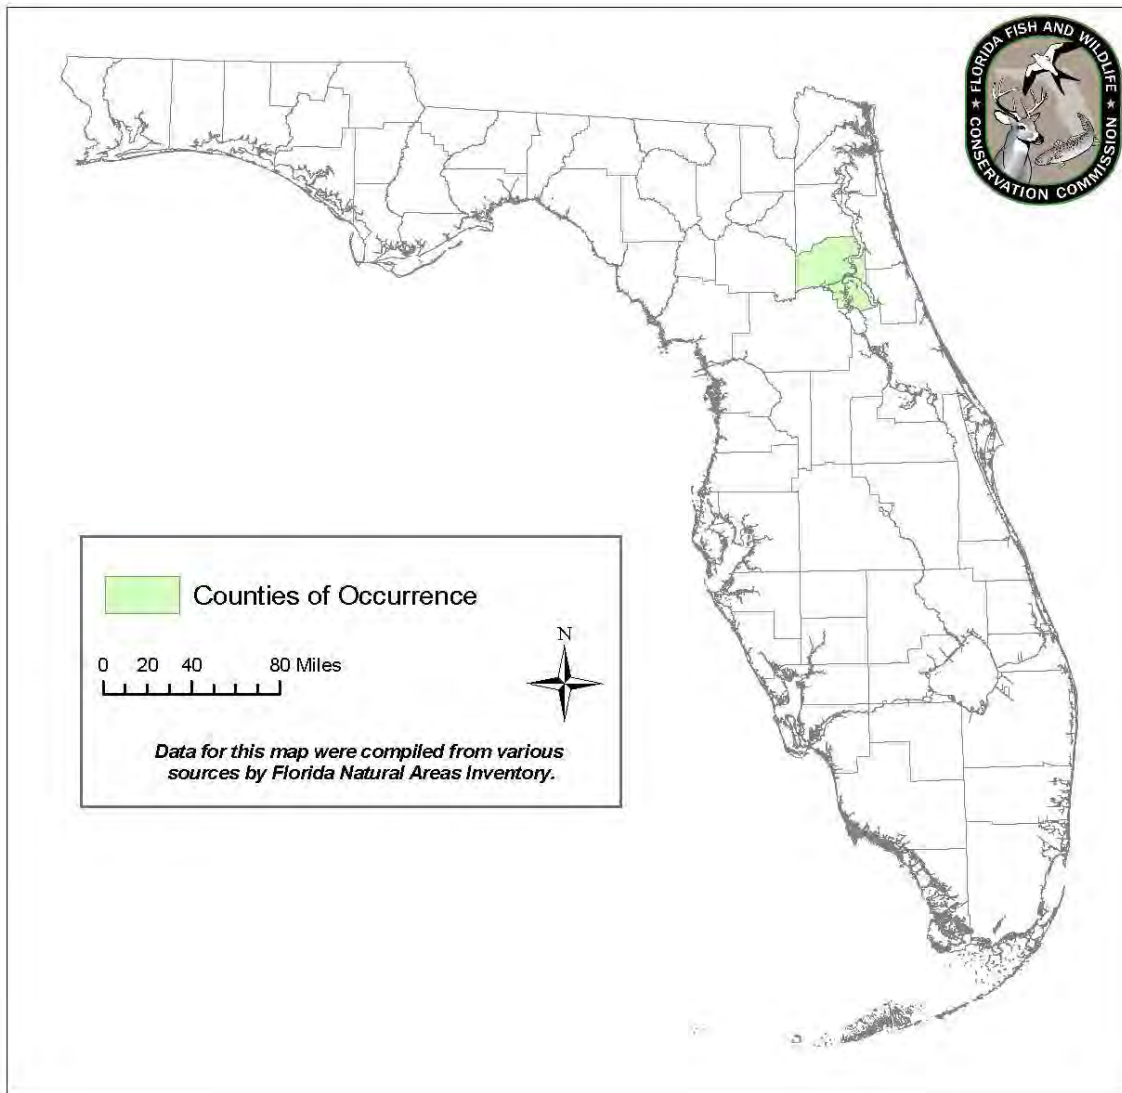 ★ FLORIDA FISH AND WILDLIFE ★
CONSERVATION COMMISSION
Counties of Occurrence
N
0 20 40 80 Miles
Data for this map were compiled from various
sources by Florida Natural Areas Inventory.